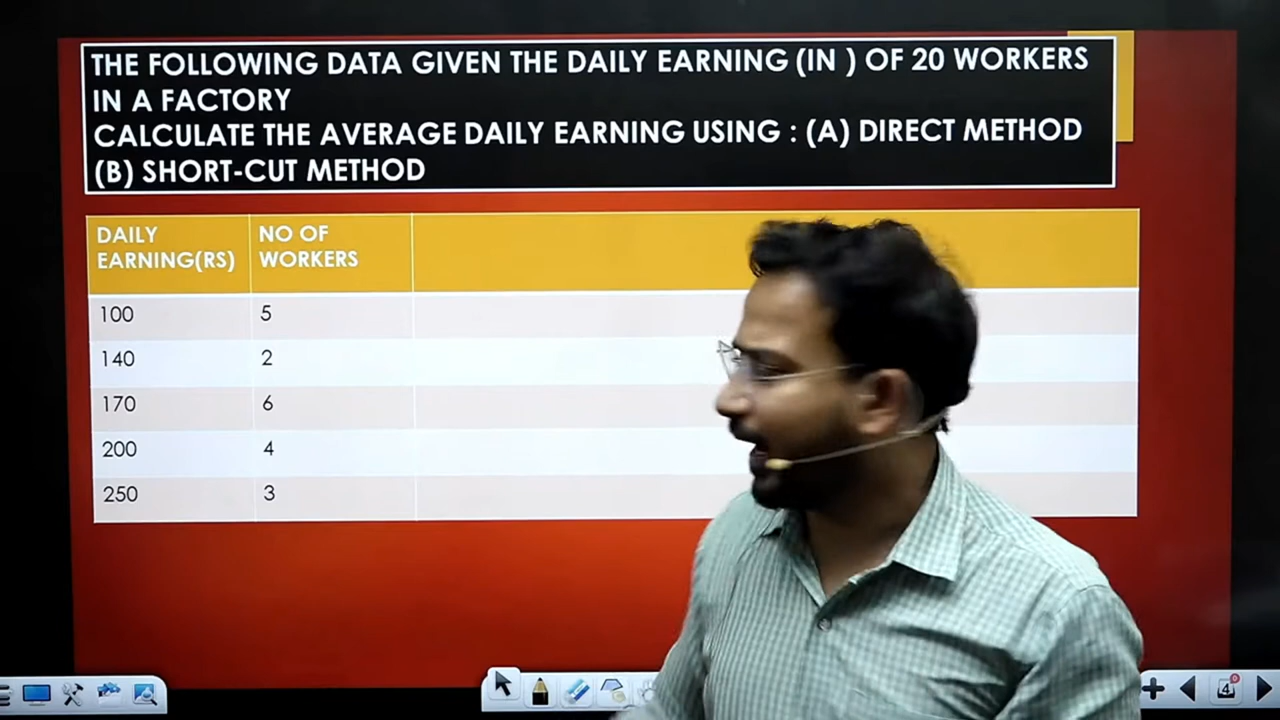 THE FOLLOWING DATA GIVEN THE DAILY EARNING (IN ) OF 20 WORKERS
IN A FACTORY
CALCULATE THE AVERAGE DAILY EARNING USING : (A) DIRECT METHOD
(B) SHORT-CUT METHOD
DAILY EARNING(RS) NO OF WORKERS
100 5
140 2
170 6
200 4
250 3
4